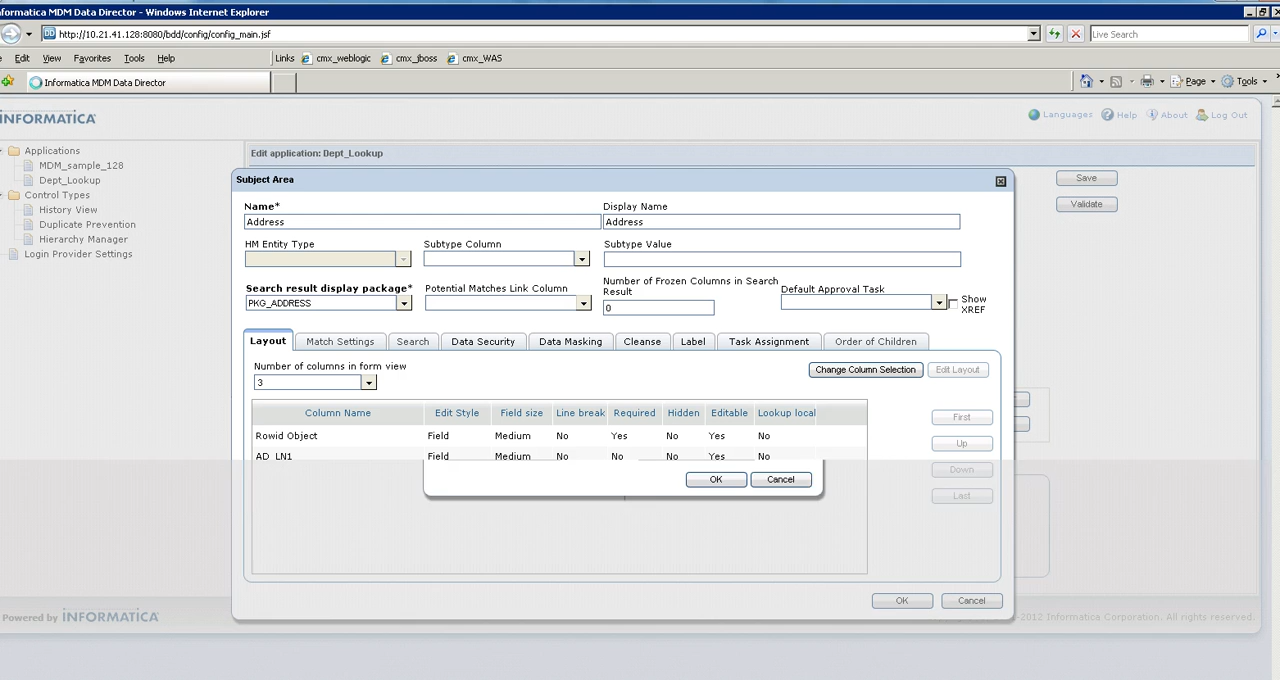 nformatica MDM Data Director - Windows Internet Explorer
http://10.21.41.128:8080/bdd/config/config_main.jsf
Live Search
Edit View Favorites Tools Help
Links cmx_weblogic cmx_jboss cmx_WAS
Informatica MDM Data Director
Page Tools
INFORMATICA
Languages Help About Log Out
Applications
MDM_sample_128
Dept_Lookup
Control Types
History View
Duplicate Prevention
Hierarchy Manager
Login Provider Settings
Edit application: Dept_Lookup
Save
Validate
Subject Area
Name* Display Name
Address Address
HM Entity Type Subtype Column Subtype Value
Search result display package* Potential Matches Link Column Number of Frozen Columns in Search Result Default Approval Task
PKG_ADDRESS 0 Show XREF
Layout Match Settings Search Data Security Data Masking Cleanse Label Task Assignment Order of Children
Number of columns in form view
3
Change Column Selection Edit Layout
Column Name Edit Style Field size Line break Required Hidden Editable Lookup local
Rowid Object Field Medium No Yes No Yes No
AD_LN1 Field Medium No No No Yes No
First
Up
Down
Last
OK Cancel
OK Cancel
Powered by INFORMATICA
-2012 Informatica Corporation. All rights reserved.